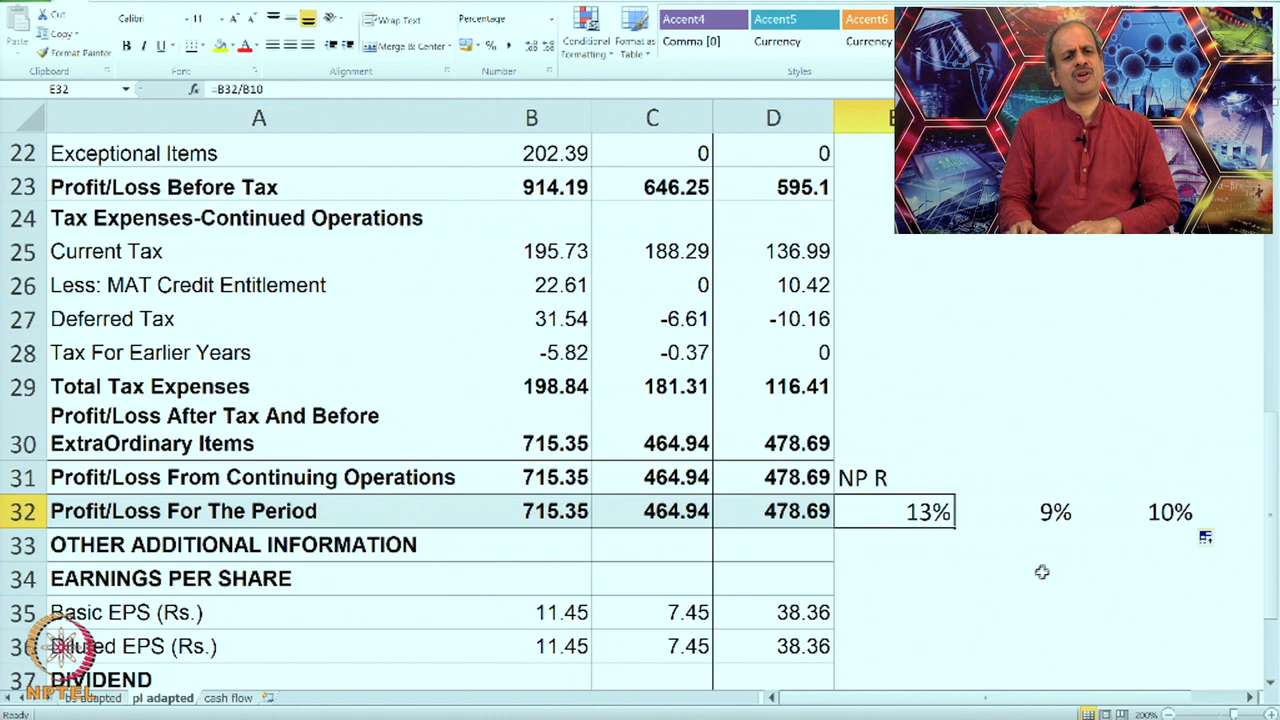 Cut
Calibri
11
Wrap Text
Percentage
Accent4
Accent5
Accent6
Copy
Paste
Format Painter
B I U
Merge & Center
Conditional Formatting
Format as Table
Comma [0]
Currency
Currency
Clipboard
Font
Alignment
Number
Styles
E32
fx
=B32/B10
A B C D E
22 Exceptional Items 202.39 0 0
23 Profit/Loss Before Tax 914.19 646.25 595.1
24 Tax Expenses-Continued Operations
25 Current Tax 195.73 188.29 136.99
26 Less: MAT Credit Entitlement 22.61 0 10.42
27 Deferred Tax 31.54 -6.61 -10.16
28 Tax For Earlier Years -5.82 -0.37 0
29 Total Tax Expenses 198.84 181.31 116.41
Profit/Loss After Tax And Before
30 ExtraOrdinary Items 715.35 464.94 478.69
31 Profit/Loss From Continuing Operations 715.35 464.94 478.69 NP R
32 Profit/Loss For The Period 715.35 464.94 478.69 13% 9% 10%
33 OTHER ADDITIONAL INFORMATION
34 EARNINGS PER SHARE
35 Basic EPS (Rs.) 11.45 7.45 38.36
36 Diluted EPS (Rs.) 11.45 7.45 38.36
37 DIVIDEND
NPTEL
adapted
pl adapted
cash flow
Ready
200%